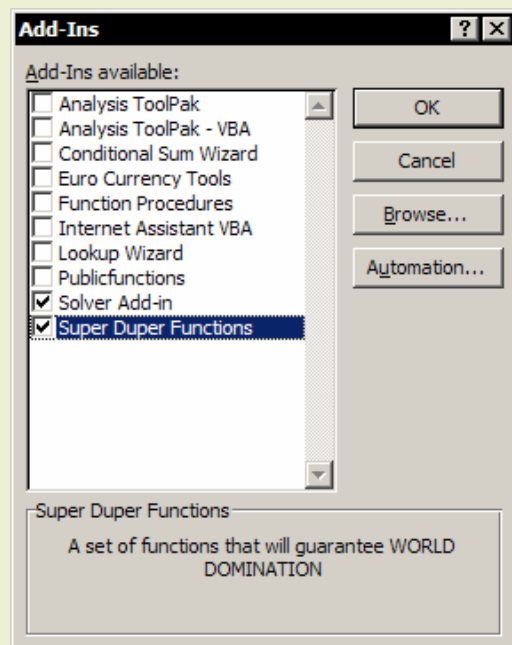 Add-Ins
Add-Ins available:
Analysis ToolPak
Analysis ToolPak - VBA
Conditional Sum Wizard
Euro Currency Tools
Function Procedures
Internet Assistant VBA
Lookup Wizard
Publicfunctions
Solver Add-in
Super Duper Functions
OK
Cancel
Browse...
Automation...
Super Duper Functions
A set of functions that will guarantee WORLD
DOMINATION